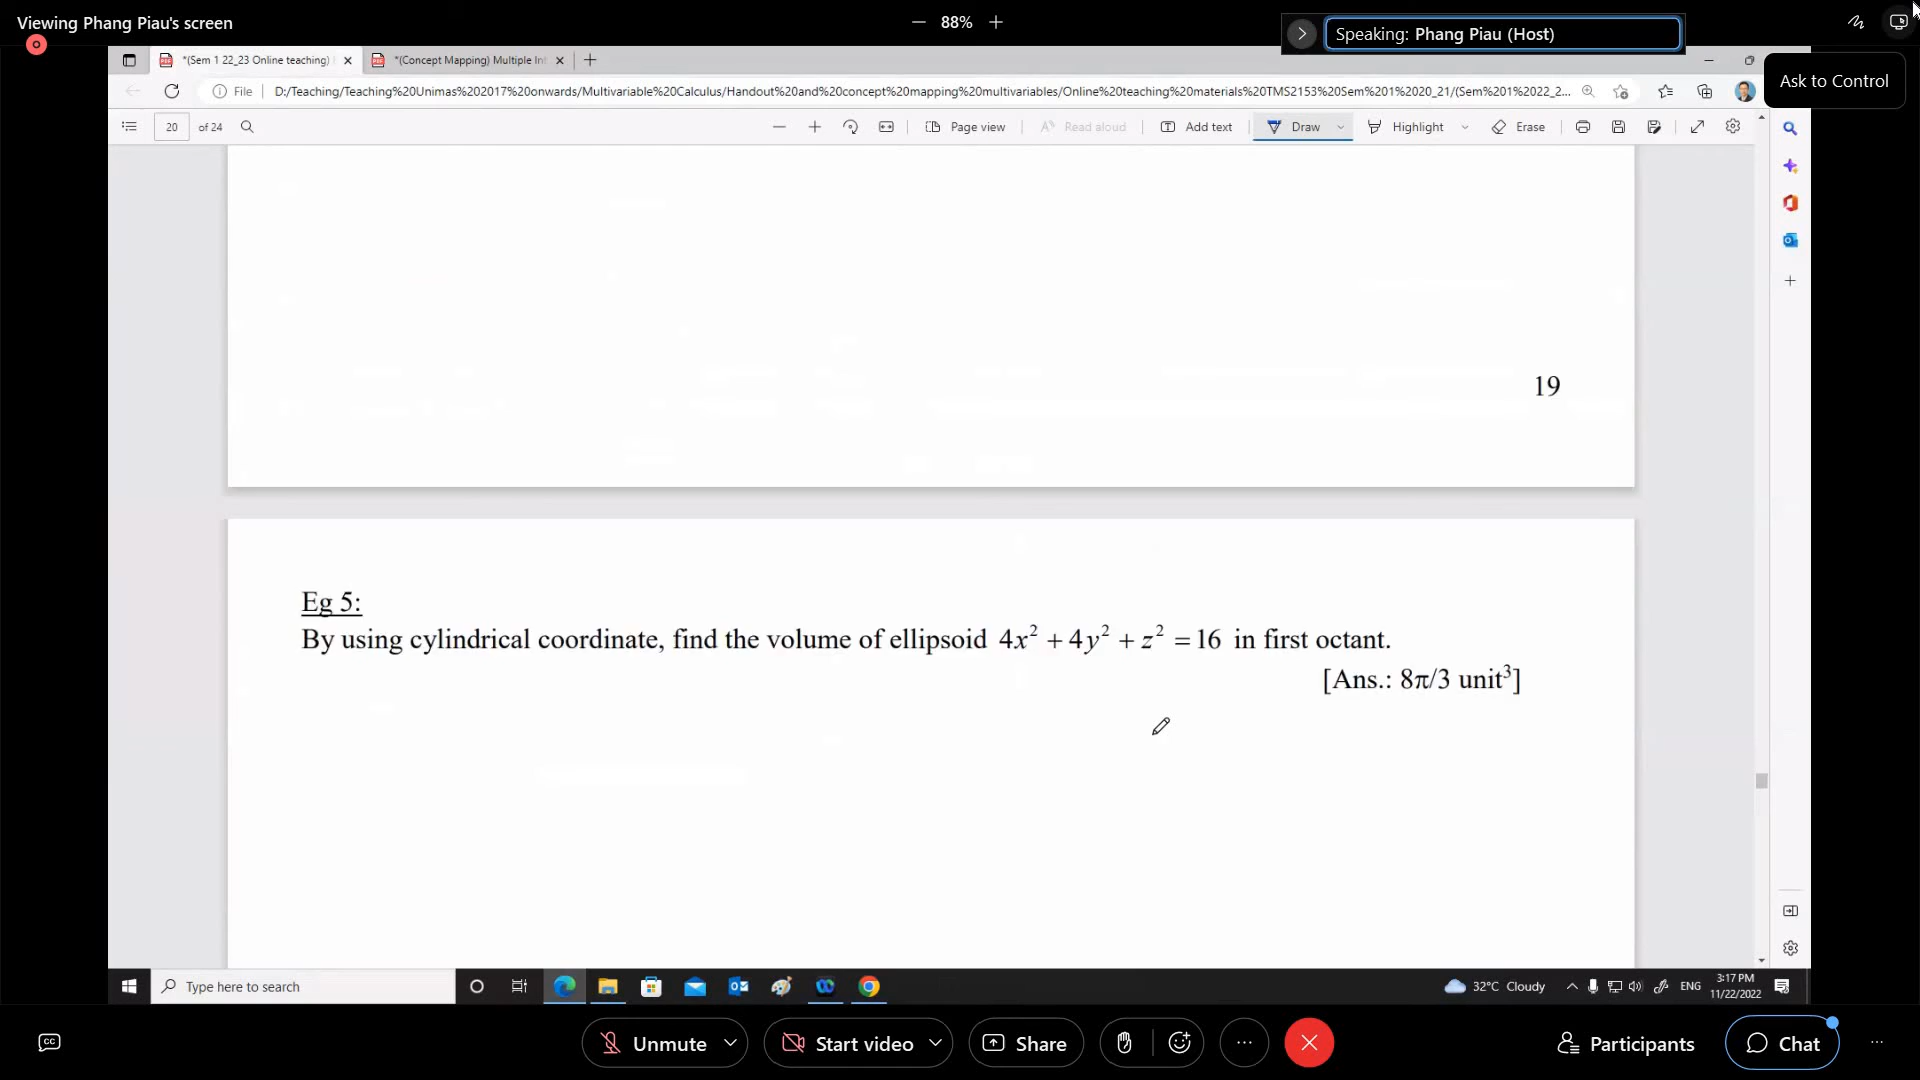 Viewing Phang Piau's screen
88%
Speaking: Phang Piau (Host)
Ask to Control
*(Sem 1 22_23 Online teaching)
*(Concept Mapping) Multiple Int
File
D:/Teaching/Teaching%20Unimas%202017%20onwards/Multivariable%20Calculus/Handout%20and%20concept%20mapping%20multivariables/Online%20teaching%20materials%20TMS2153%20Sem%201%2020_21/(Sem%201%2022_2...
20 of 24
Page view
Read aloud
Add text
Draw
Highlight
Erase
19
Eg 5:
By using cylindrical coordinate, find the volume of ellipsoid 4x² + 4y² + z² = 16 in first octant.
[Ans.: 8π/3 unit³]
Type here to search
32°C Cloudy
ENG
3:17 PM
11/22/2022
CC
Unmute
Start video
Share
Participants
Chat